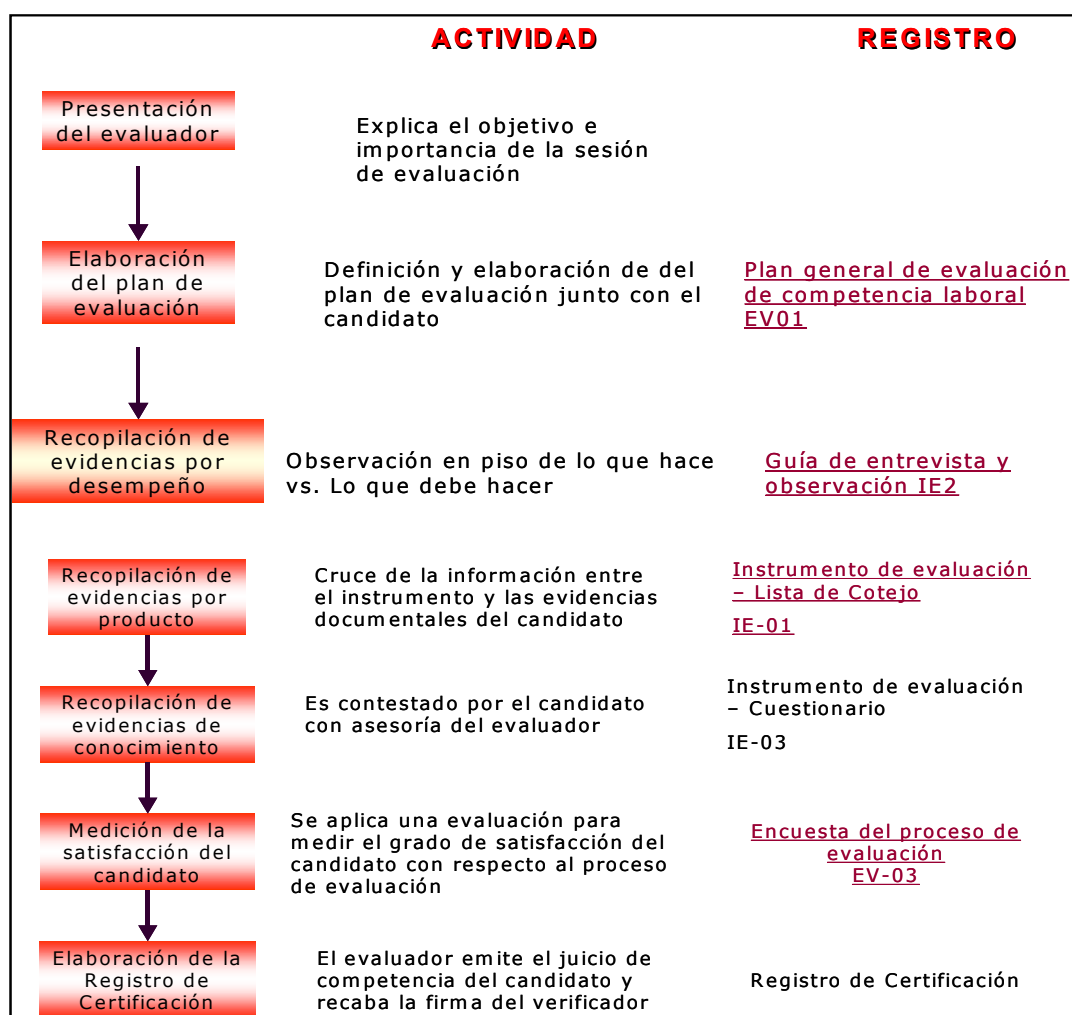 ACTIVIDAD
REGISTRO
Presentación
del evaluador
Explica el objetivo e
importancia de la sesión
de evaluación
Elaboración
del plan de
evaluación
Definición y elaboración de del
plan de evaluación junto con el
candidato
Plan general de evaluación
de competencia laboral
EV01
Recopilación de
evidencias por
desempeño
Observación en piso de lo que hace
vs. Lo que debe hacer
Guía de entrevista y
observación IE2
Recopilación de
evidencias por
producto
Cruce de la información entre
el instrumento y las evidencias
documentales del candidato
Instrumento de evaluación
– Lista de Cotejo
IE-01
Recopilación de
evidencias de
conocimiento
Es contestado por el candidato
con asesoría del evaluador
Instrumento de evaluación
– Cuestionario
IE-03
Medición de la
satisfacción del
candidato
Se aplica una evaluación para
medir el grado de satisfacción del
candidato con respecto al proceso
de evaluación
Encuesta del proceso de
evaluación
EV-03
Elaboración de la
Registro de
Certificación
El evaluador emite el juicio de
competencia del candidato y
recaba la firma del verificador
Registro de Certificación